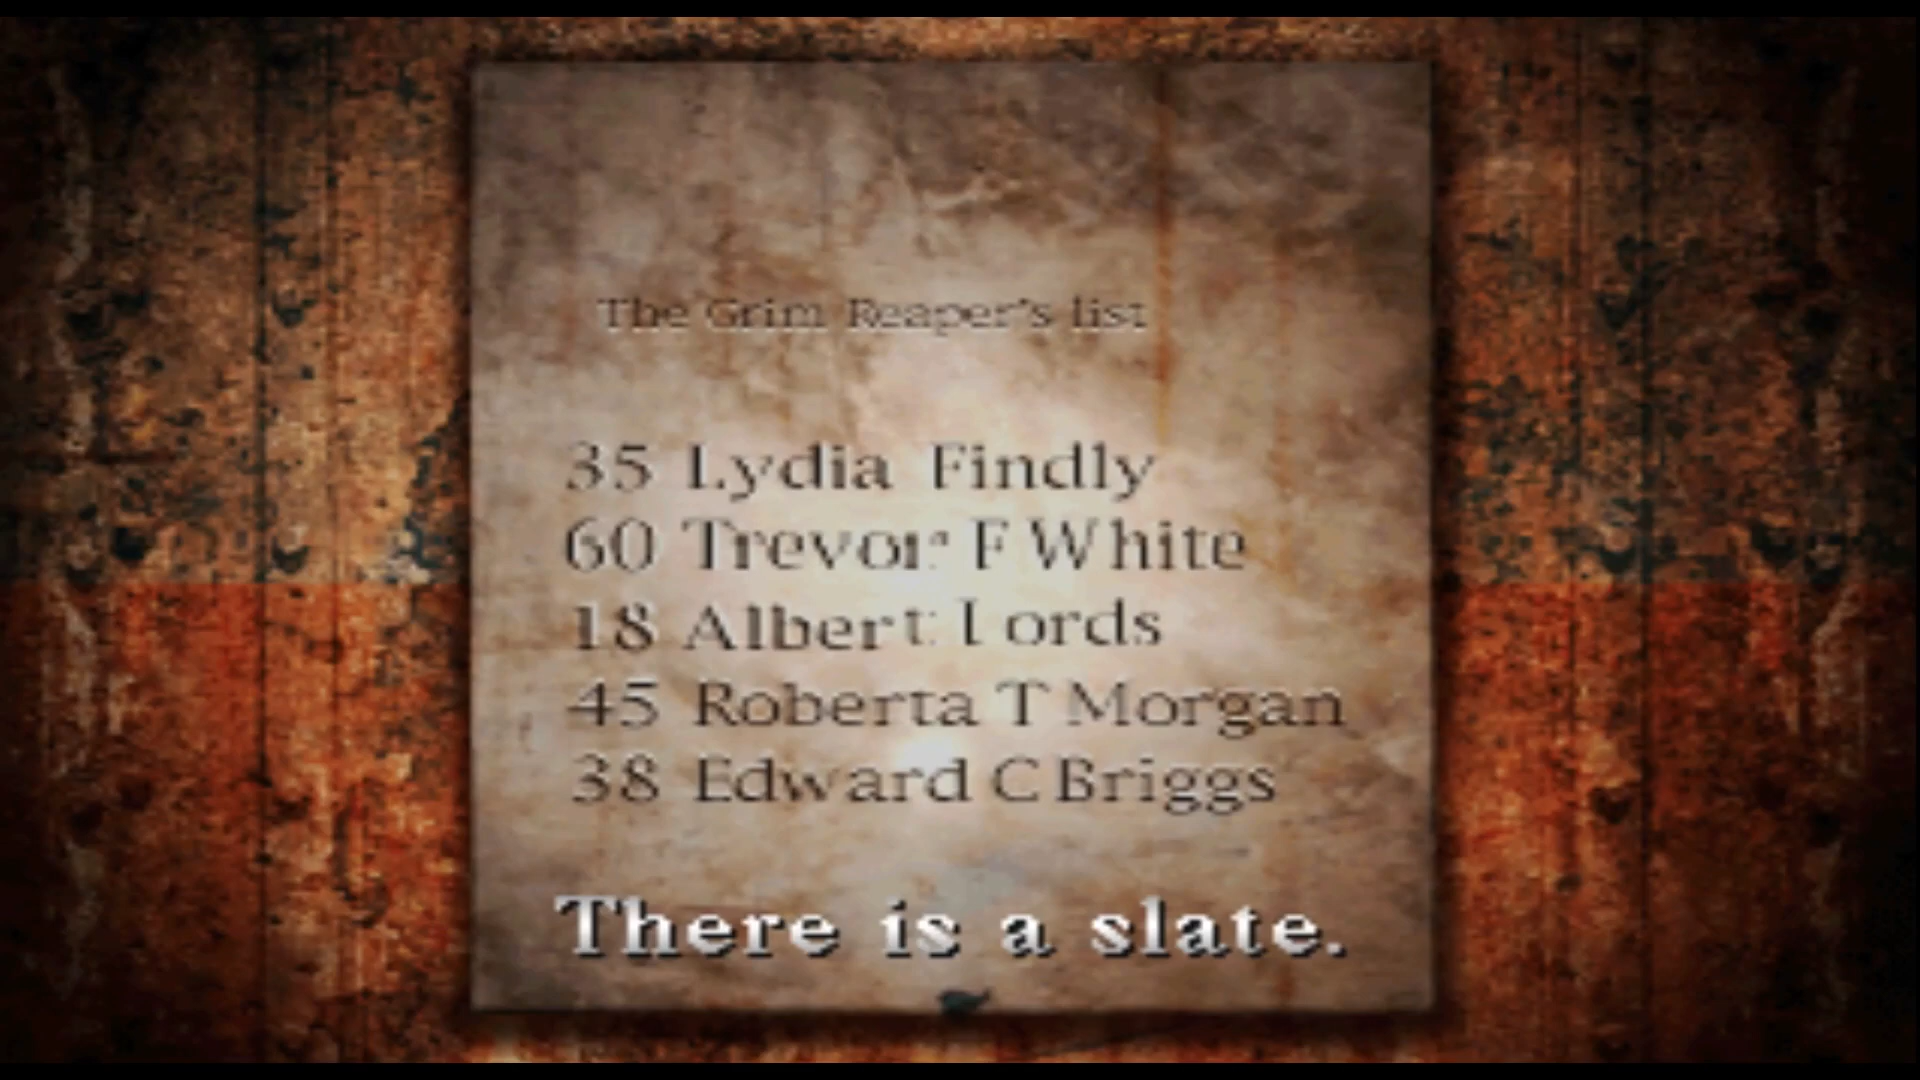 The Grim Reaper's list
35 Lydia Findly
60 Trevor F White
18 Albert Lords
45 Roberta T Morgan
38 Edward C Briggs
There is a slate.